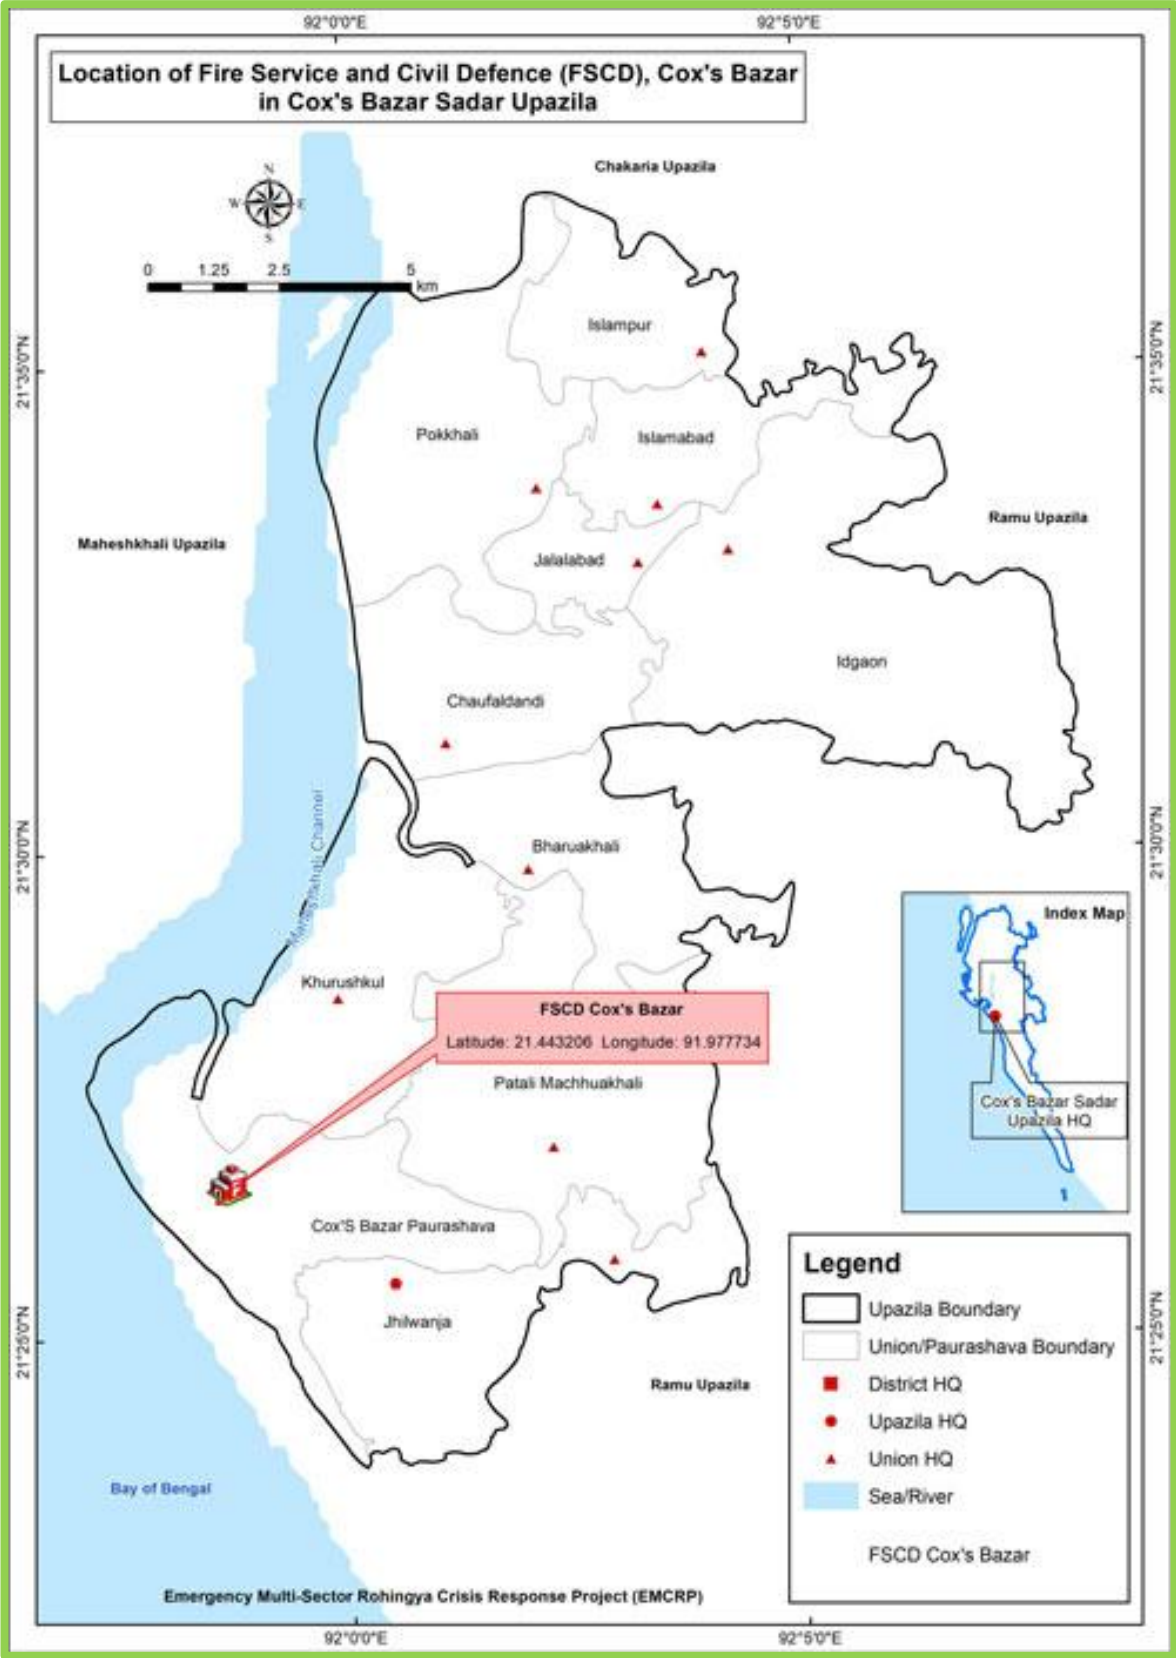 92°0'0"E
92°5'0"E
Location of Fire Service and Civil Defence (FSCD), Cox's Bazar
in Cox's Bazar Sadar Upazila
Chakaria Upazila
N
W
E
S
0
1.25
2.5
5
km
Islampur
21°35'0"N
21°35'0"N
Pokkhali
Islamabad
Ramu Upazila
Maheshkhali Upazila
Jalalabad
Idgaon
Chaufaldandi
Maheshkhali Channel
Bharuakhali
21°30'0"N
21°30'0"N
Index Map
Khurushkul
FSCD Cox's Bazar
Latitude: 21.443206 Longitude: 91.977734
Patali Machhuakhali
Cox's Bazar Sadar
Upazila HQ
Cox'S Bazar Paurashava
Jhilwanja
21°25'0"N
21°25'0"N
Ramu Upazila
Legend
Upazila Boundary
Union/Paurashava Boundary
District HQ
Upazila HQ
Union HQ
Sea/River
FSCD Cox's Bazar
Bay of Bengal
Emergency Multi-Sector Rohingya Crisis Response Project (EMCRP)
92°0'0"E
92°5'0"E